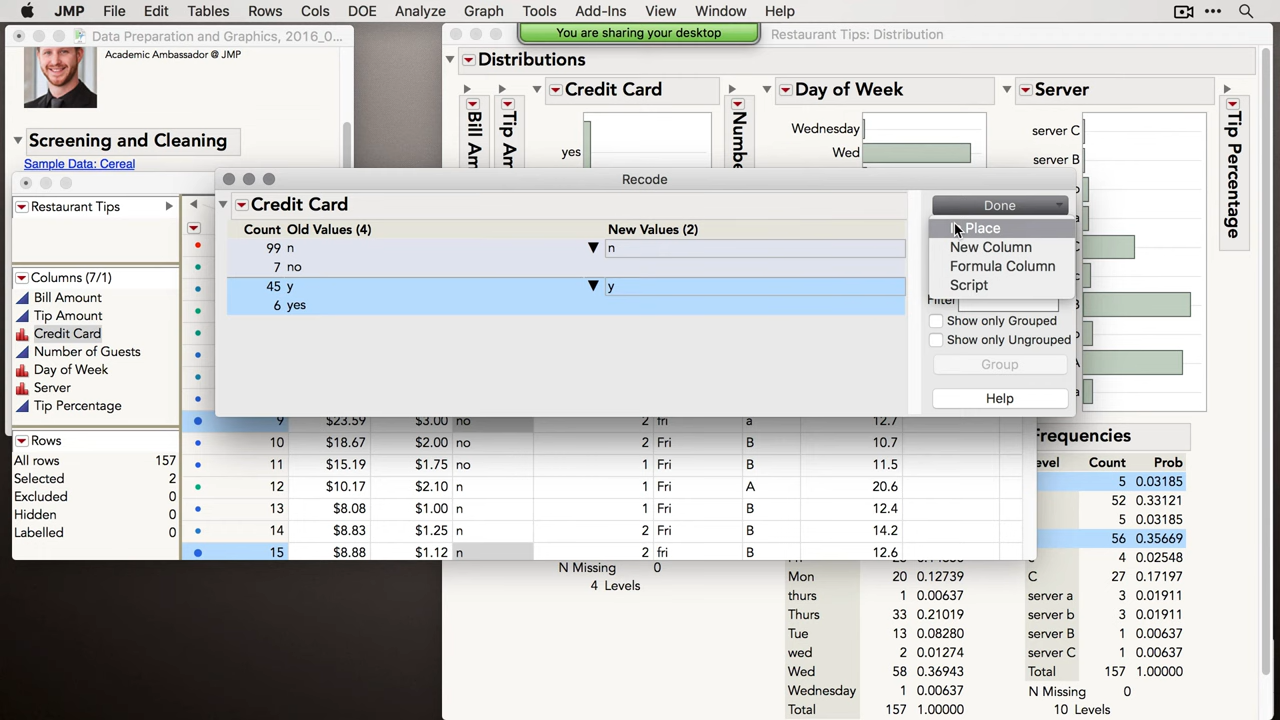 JMP File Edit Tables Rows Cols DOE Analyze Graph Tools Add-Ins View Window Help
You are sharing your desktop
Data Preparation and Graphics, 2016_0...
Academic Ambassador @ JMP
Screening and Cleaning
Sample Data: Cereal
Restaurant Tips: Distribution
Distributions
Bill Am
Tip Am
Credit Card
yes
Number
Day of Week
Wednesday
Wed
Server
server C
server B
Tip Percentage
Restaurant Tips
Columns (7/1)
Bill Amount
Tip Amount
Credit Card
Number of Guests
Day of Week
Server
Tip Percentage
Rows
All rows 157
Selected 2
Excluded 0
Hidden 0
Labelled 0
Recode
Credit Card
Count Old Values (4) New Values (2)
99 n n
7 no
45 y y
6 yes
Done
Place
New Column
Formula Column
Script
Filter
Show only Grouped
Show only Ungrouped
Group
Help
9 $23.59 $3.00 no 2 fri a 12.7
10 $18.67 $2.00 no 2 Fri B 10.7
11 $15.19 $1.75 no 1 Fri B 11.5
12 $10.17 $2.10 n 1 Fri A 20.6
13 $8.08 $1.00 n 1 Fri B 12.4
14 $8.83 $1.25 n 2 Fri B 14.2
15 $8.88 $1.12 n 2 fri B 12.6
N Missing 0
4 Levels
Mon 20 0.12739
thurs 1 0.00637
Thurs 33 0.21019
Tue 13 0.08280
wed 2 0.01274
Wed 58 0.36943
Wednesday 1 0.00637
Total 157 1.00000
Frequencies
evel Count Prob
5 0.03185
52 0.33121
5 0.03185
56 0.35669
c 4 0.02548
C 27 0.17197
server a 3 0.01911
server b 3 0.01911
server B 1 0.00637
server C 1 0.00637
Total 157 1.00000
N Missing 0
10 Levels